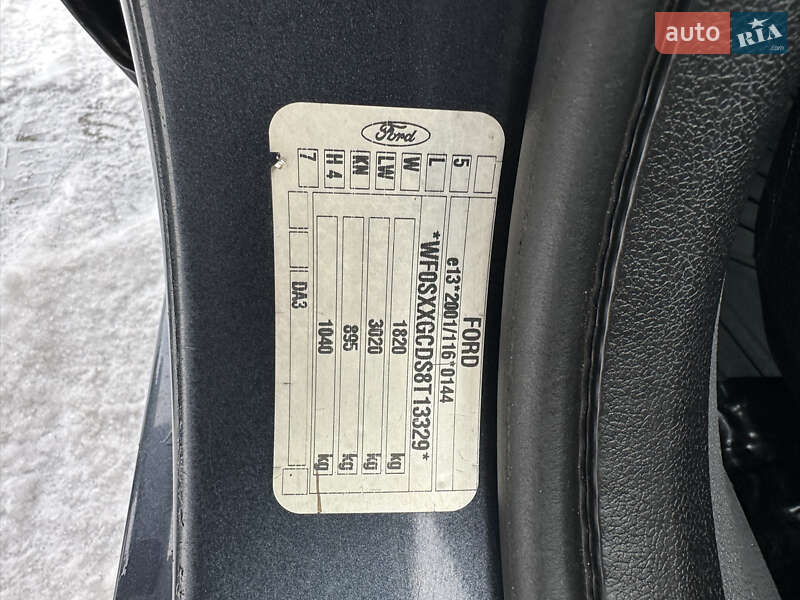 auto RIA
.com
Ford
5
L
W
LW
KN
H 4
7
FORD
e13*2001/116*0144
*WF0SXXGCDS8T13329*
1820 kg
3020 kg
895 kg
1040 kg
DA3